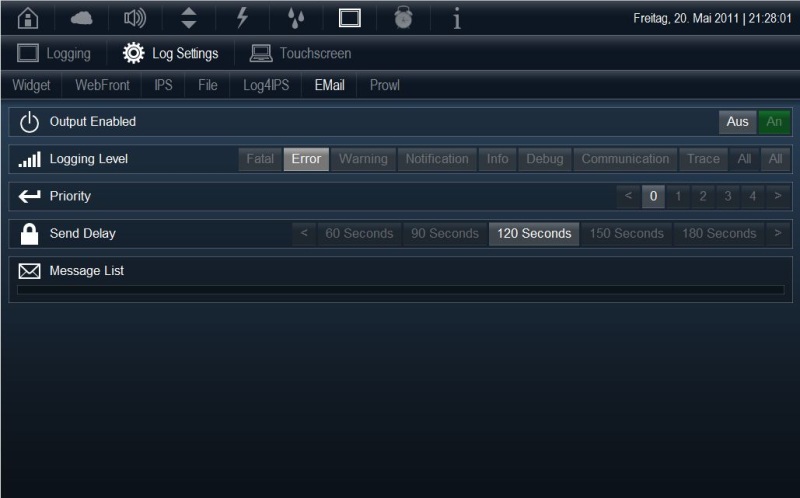 Freitag, 20. Mai 2011 | 21:28:01
Logging Log Settings Touchscreen
Widget WebFront IPS File Log4IPS EMail Prowl
Output Enabled Aus An
Logging Level Fatal Error Warning Notification Info Debug Communication Trace All All
Priority < 0 1 2 3 4 >
Send Delay < 60 Seconds 90 Seconds 120 Seconds 150 Seconds 180 Seconds >
Message List